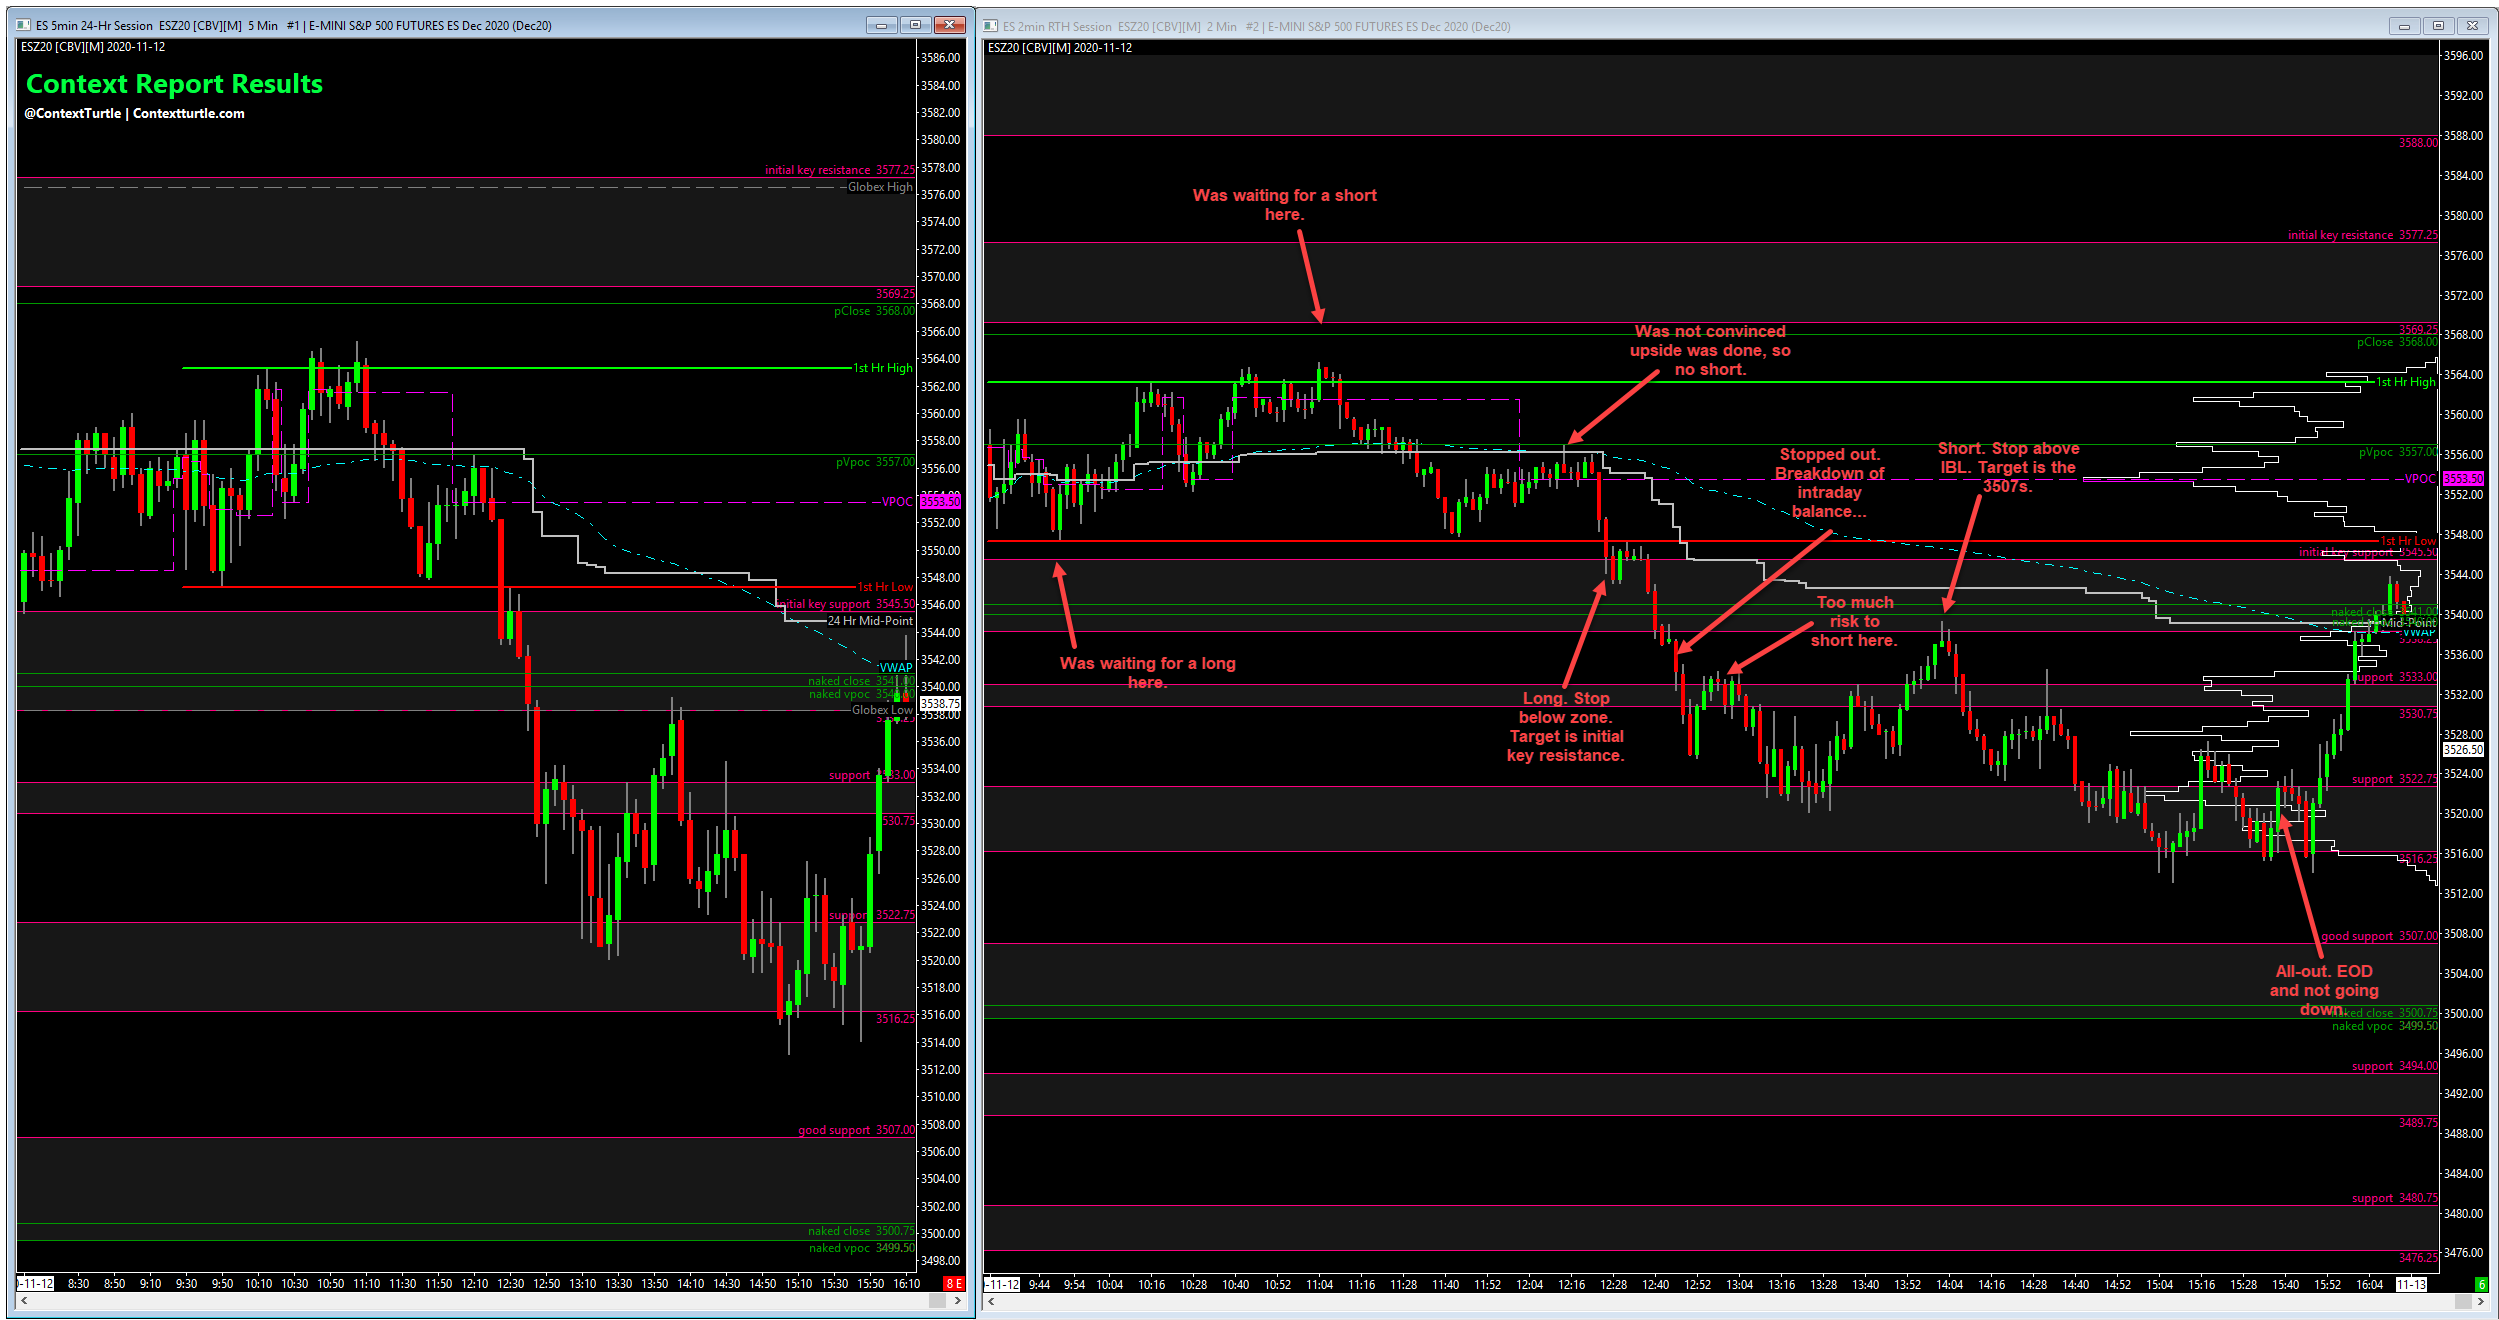 ES 5min 24-Hr Session ESZ20 [CBV][M] 5 Min #1 | E-MINI S&P 500 FUTURES ES Dec 2020 (Dec20)
ESZ20 [CBV][M] 2020-11-12
Context Report Results
@ContextTurtle | Contextturtle.com
initial key resistance 3577.25
Globex High
3569.25
pClose 3568.00
1st Hr High
pVpoc 3557.00
VPOC
1st Hr Low
initial key support 3545.50
24 Hr Mid-Point
VWAP
naked close 3541.00
naked vpoc
Globex Low
support 3533.00
3530.75
support 3522.75
3516.25
good support 3507.00
naked close 3500.75
naked vpoc 3499.50
3586.00
3584.00
3582.00
3580.00
3578.00
3576.00
3574.00
3572.00
3570.00
3568.00
3566.00
3564.00
3562.00
3560.00
3558.00
3556.00
3553.50
3552.00
3550.00
3548.00
3546.00
3544.00
3542.00
3540.00
3538.75
3538.00
3536.00
3534.00
3532.00
3530.00
3528.00
3526.00
3524.00
3522.00
3520.00
3518.00
3516.00
3514.00
3512.00
3510.00
3508.00
3506.00
3504.00
3502.00
3500.00
3498.00
0-11-12 8:30 8:50 9:10 9:30 9:50 10:10 10:30 10:50 11:10 11:30 11:50 12:10 12:30 12:50 13:10 13:30 13:50 14:10 14:30 14:50 15:10 15:30 15:50 16:10 8 E
ES 2min RTH Session ESZ20 [CBV][M] 2 Min #2 | E-MINI S&P 500 FUTURES ES Dec 2020 (Dec20)
ESZ20 [CBV][M] 2020-11-12
3588.00
Was waiting for a short
here.
initial key resistance 3577.25
3569.25
pClose 3568.00
Was not convinced
upside was done, so
no short.
1st Hr High
pVpoc 3557.00
Stopped out.
Breakdown of
intraday
balance...
Short. Stop above
IBL. Target is the
3507s.
VPOC
1st Hr Low
initial key support 3545.50
Too much
risk to
short here.
naked close 3541.00
Mid-Point
VWAP
Was waiting for a long
here.
Long. Stop
below zone.
Target is initial
key resistance.
support 3533.00
3530.75
support 3522.75
3516.25
good support 3507.00
All-out. EOD
and not going
down.
naked close 3500.75
naked vpoc 3499.50
support 3494.00
3489.75
support 3480.75
3476.25
3596.00
3592.00
3588.00
3584.00
3580.00
3576.00
3572.00
3568.00
3564.00
3560.00
3556.00
3553.50
3552.00
3548.00
3544.00
3540.00
3536.00
3532.00
3528.00
3526.50
3524.00
3520.00
3516.00
3512.00
3508.00
3504.00
3500.00
3496.00
3492.00
3488.00
3484.00
3480.00
3476.00
0-11-12 9:44 9:54 10:04 10:16 10:28 10:40 10:52 11:04 11:16 11:28 11:40 11:52 12:04 12:16 12:28 12:40 12:52 13:04 13:16 13:28 13:40 13:52 14:04 14:16 14:28 14:40 14:52 15:04 15:16 15:28 15:40 15:52 16:04 11-13 6